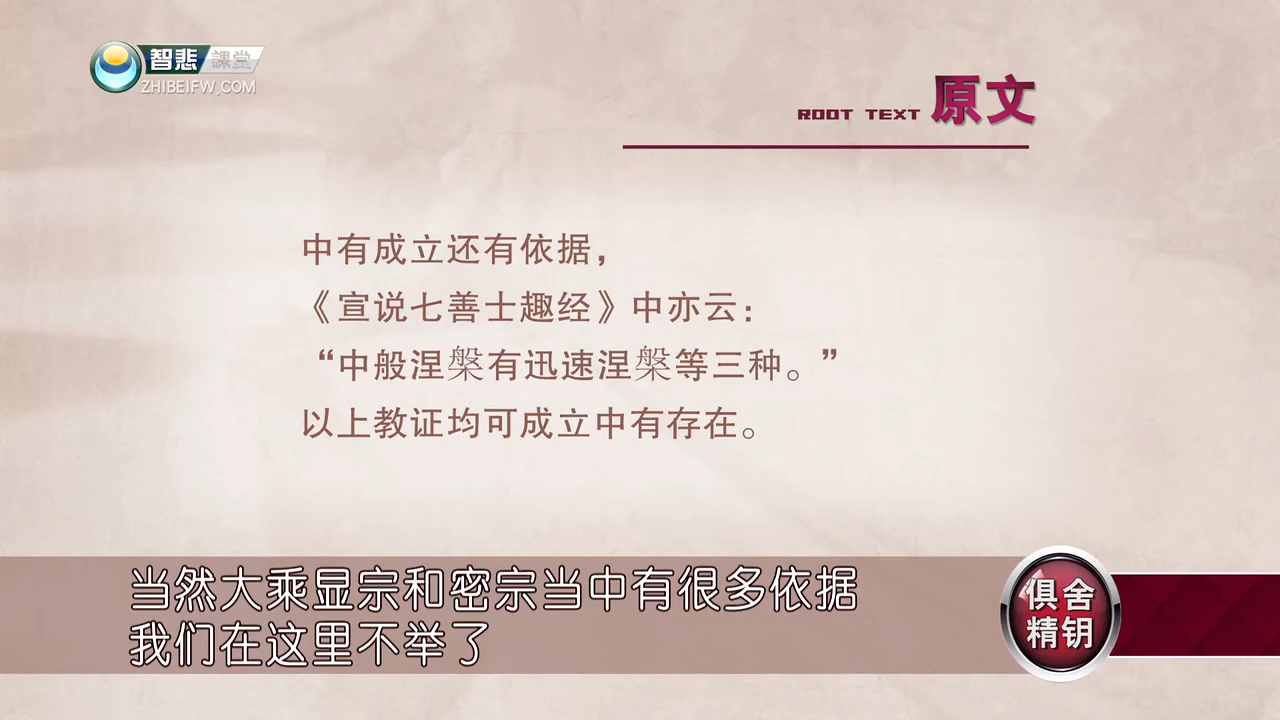 智悲課堂
ZHIBEIFW.COM
ROOT TEXT 原文
中有成立还有依据，
《宣说七善士趣经》中亦云：
“中般涅槃有迅速涅槃等三种。”
以上教证均可成立中有存在。
当然大乘显宗和密宗当中有很多依据
我们在这里不举了
俱舍
精钥